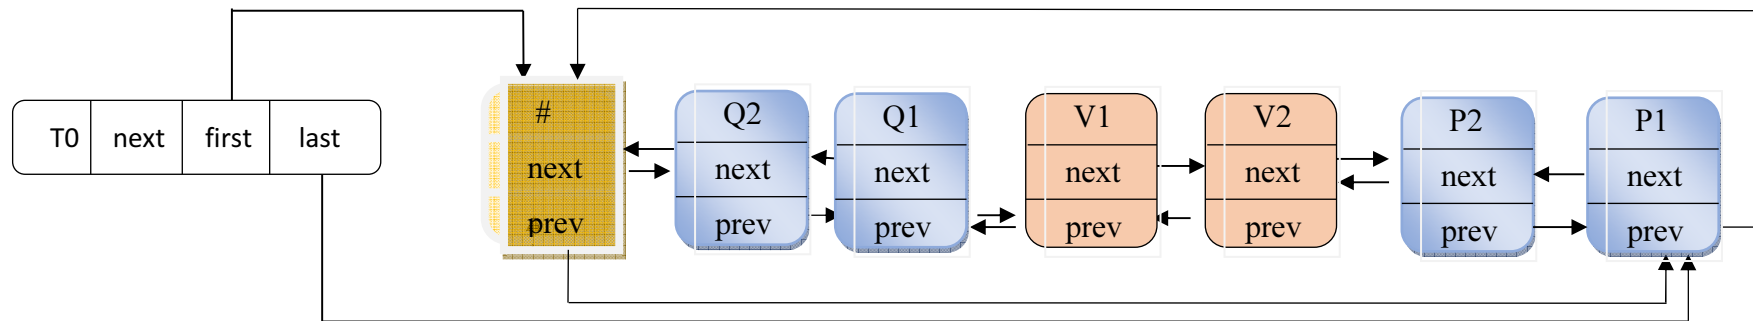 T0 next first last
# Q2 Q1 V1 V2 P2 P1
next next next next next next next
prev prev prev prev prev prev prev